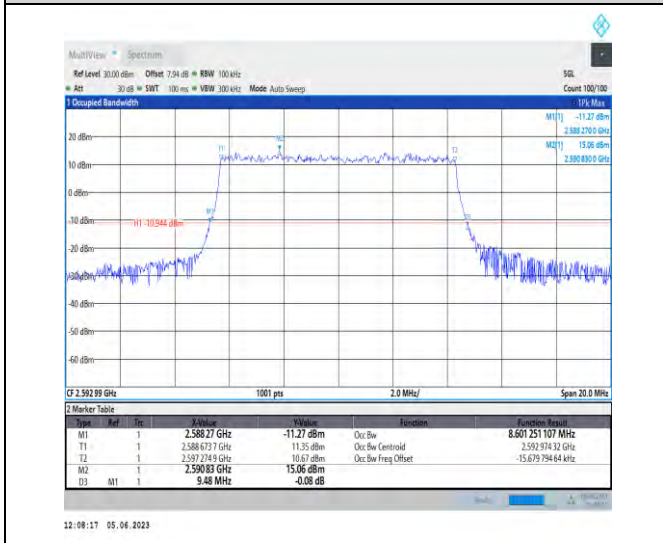 MultiView Spectrum
Ref Level 30.00 dBm Offset 7.94 dB RBW 100 kHz SGL
Att 30 dB SWT 100 ms VBW 300 kHz Mode Auto Sweep Count 100/100
1 Occupied Bandwidth 1Pk Max
M1[1] -11.27 dBm
2.588 270 0 GHz
M2[1] 15.06 dBm
2.590 830 0 GHz
20 dBm
M2
T1 T2
10 dBm
0 dBm
M1 D3
-10 dBm H1 -10.944 dBm
-20 dBm
-30 dBm
-40 dBm
-50 dBm
-60 dBm
CF 2.592 99 GHz 1001 pts 2.0 MHz/ Span 20.0 MHz
2 Marker Table
Type Ref Trc X-Value Y-Value Function Function Result
M1 1 2.588 27 GHz -11.27 dBm Occ Bw 8.601 251 107 MHz
T1 1 2.588 673 7 GHz 11.35 dBm Occ Bw Centroid 2.592 974 32 GHz
T2 1 2.597 274 9 GHz 10.67 dBm Occ Bw Freq Offset -15.679 794 64 kHz
M2 1 2.590 83 GHz 15.06 dBm
D3 M1 1 9.48 MHz -0.08 dB
12:08:17 05.06.2023